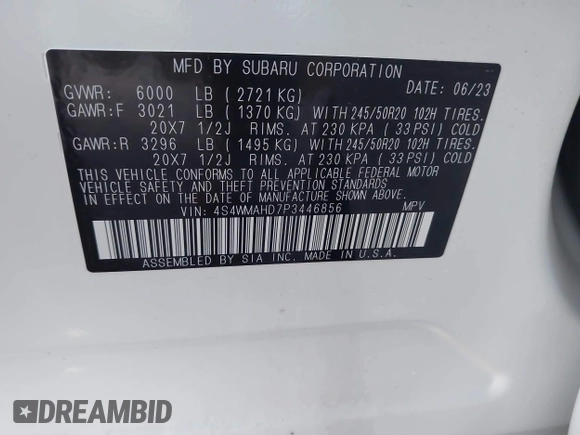 MFD BY SUBARU CORPORATION
GVWR: 6000 LB (2721 KG) DATE: 06/23
GAWR:F 3021 LB (1370 KG) WITH 245/50R20 102H TIRES.
20X7 1/2J RIMS. AT 230 KPA (33 PSI) COLD
GAWR:R 3296 LB (1495 KG) WITH 245/50R20 102H TIRES.
20X7 1/2J RIMS. AT 230 KPA (33 PSI) COLD
THIS VEHICLE CONFORMS TO ALL APPLICABLE FEDERAL MOTOR
VEHICLE SAFETY AND THEFT PREVENTION STANDARDS
IN EFFECT ON THE DATE OF MANUFACTURE SHOWN ABOVE.
VIN: 4S4WMAHD7P3446856 MPV
ASSEMBLED BY SIA INC. MADE IN U.S.A.
DREAMBID